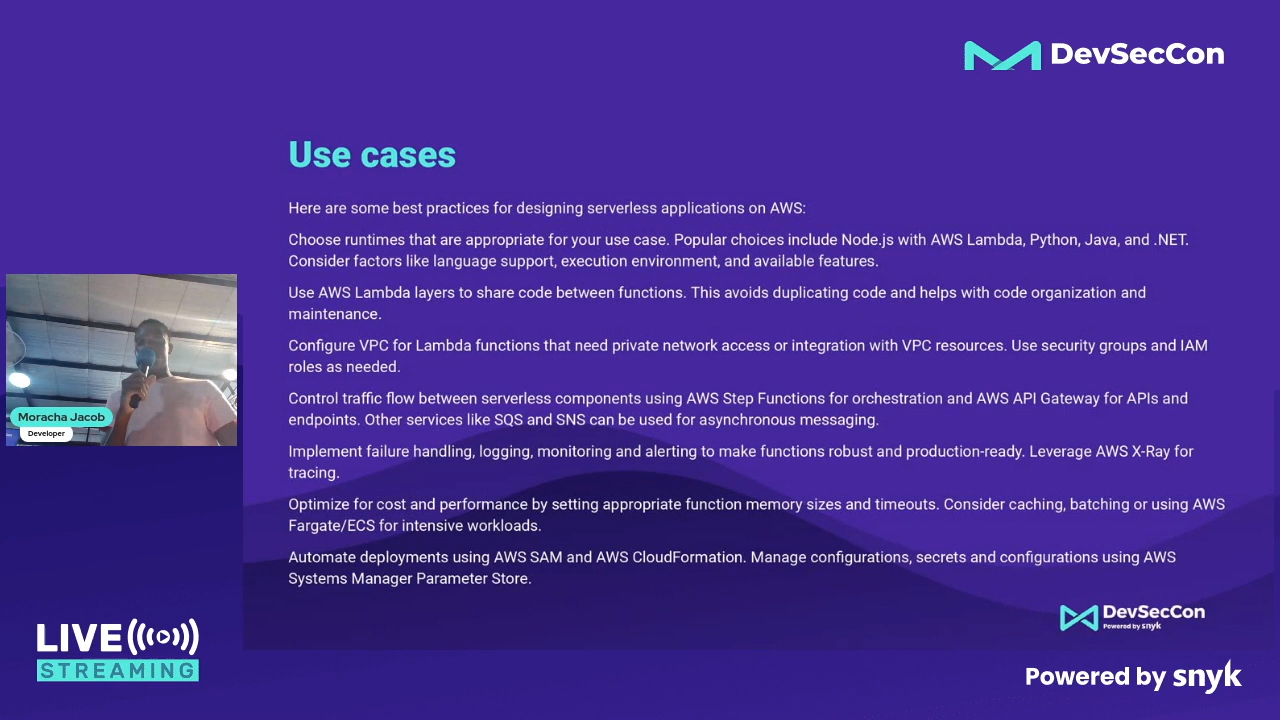 DevSecCon
Use cases
Here are some best practices for designing serverless applications on AWS:
Choose runtimes that are appropriate for your use case. Popular choices include Node.js with AWS Lambda, Python, Java, and .NET.
Consider factors like language support, execution environment, and available features.
Use AWS Lambda layers to share code between functions. This avoids duplicating code and helps with code organization and
maintenance.
Configure VPC for Lambda functions that need private network access or integration with VPC resources. Use security groups and IAM
roles as needed.
Control traffic flow between serverless components using AWS Step Functions for orchestration and AWS API Gateway for APIs and
endpoints. Other services like SQS and SNS can be used for asynchronous messaging.
Implement failure handling, logging, monitoring and alerting to make functions robust and production-ready. Leverage AWS X-Ray for
tracing.
Optimize for cost and performance by setting appropriate function memory sizes and timeouts. Consider caching, batching or using AWS
Fargate/ECS for intensive workloads.
Automate deployments using AWS SAM and AWS CloudFormation. Manage configurations, secrets and configurations using AWS
Systems Manager Parameter Store.
Moracha Jacob
Developer
DevSecCon
Powered by snyk
LIVE
STREAMING
Powered by snyk